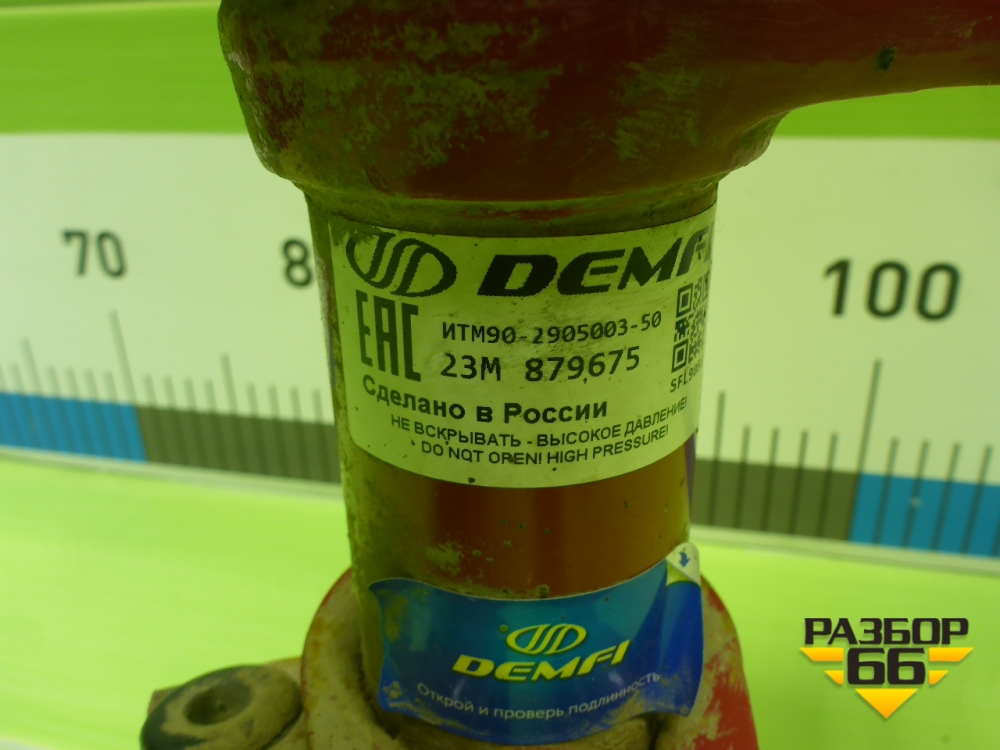 70
8
100
DEMFI
EAC
ИТМ90-2905003-50
23М 879675
Сделано в России
НЕ ВСКРЫВАТЬ - ВЫСОКОЕ ДАВЛЕНИЕ!
DO NOT OPEN! HIGH PRESSURE!
DEMFI
Открой и проверь подлинность
РАЗБОР
66